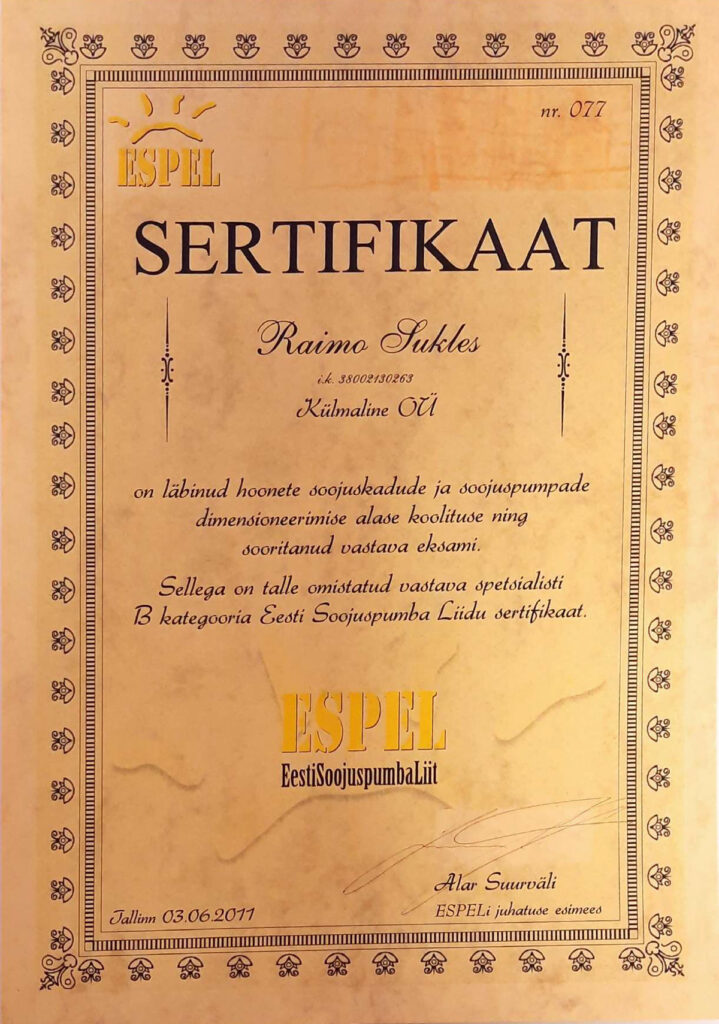 nr. 077
ESPEL
SERTIFIKAAT
Raimo Sukles
i.k. 38002130263
Külmaline OÜ
on läbinud hoonete soojuskadude ja soojuspumpade
dimensioneerimise alase koolituse ning
sooritanud vastava eksami.
Sellega on talle omistatud vastava spetsialisti
B kategooria Eesti Soojuspumba Liidu sertifikaat.
ESPEL
EestiSoojuspumbaLiit
Alar Suurväli
ESPELi juhatuse esimees
Tallinn 03.06.2011